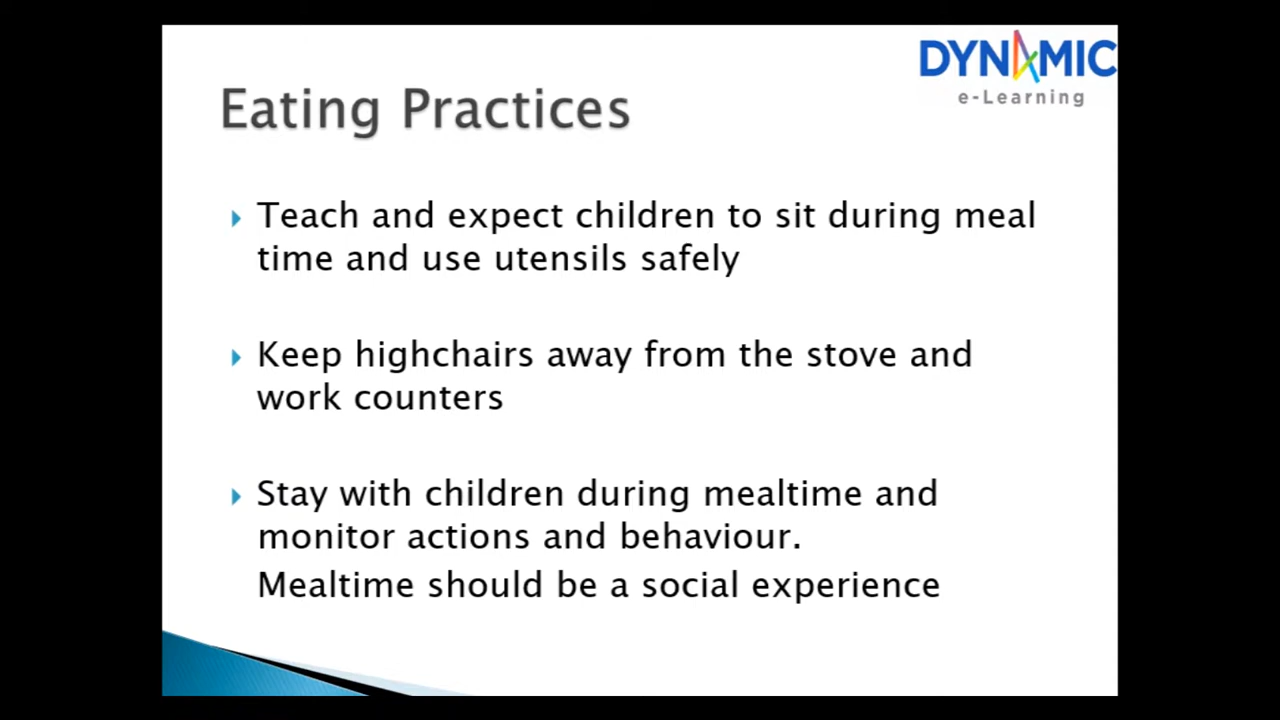 DYNAMIC
e-Learning
Eating Practices
Teach and expect children to sit during meal
time and use utensils safely
Keep highchairs away from the stove and
work counters
Stay with children during mealtime and
monitor actions and behaviour.
Mealtime should be a social experience